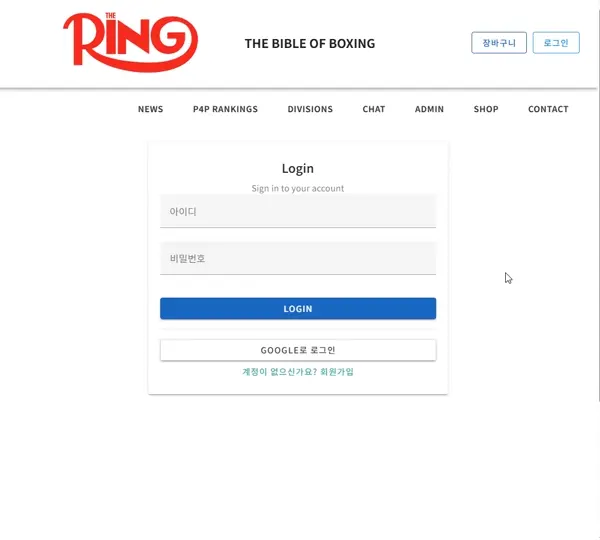 THE RING
THE BIBLE OF BOXING
장바구니
로그인
NEWS
P4P RANKINGS
DIVISIONS
CHAT
ADMIN
SHOP
CONTACT
Login
Sign in to your account
아이디
비밀번호
LOGIN
GOOGLE로 로그인
계정이 없으신가요? 회원가입